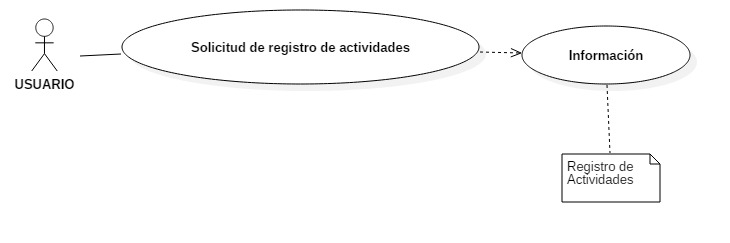 Solicitud de registro de actividades
Información
USUARIO
Registro de
Actividades